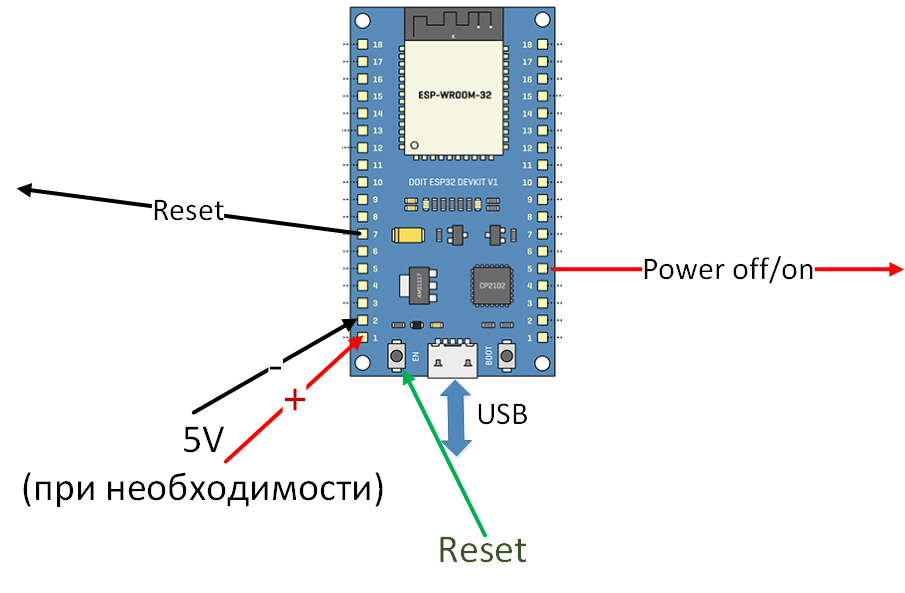 ESP-WROOM-32
18 18
17 17
16 16
15 15
14 14
13 13
12 12
11 11
10 DOIT ESP32 DEVKIT V1 10
9 9
8 8
Reset 7 7
6 6
5 AMS1117 CP2102 5 Power off/on
4 4
3 3
2 2
1 1
EN BOOT
-
+
USB
5V
(при необходимости)
Reset